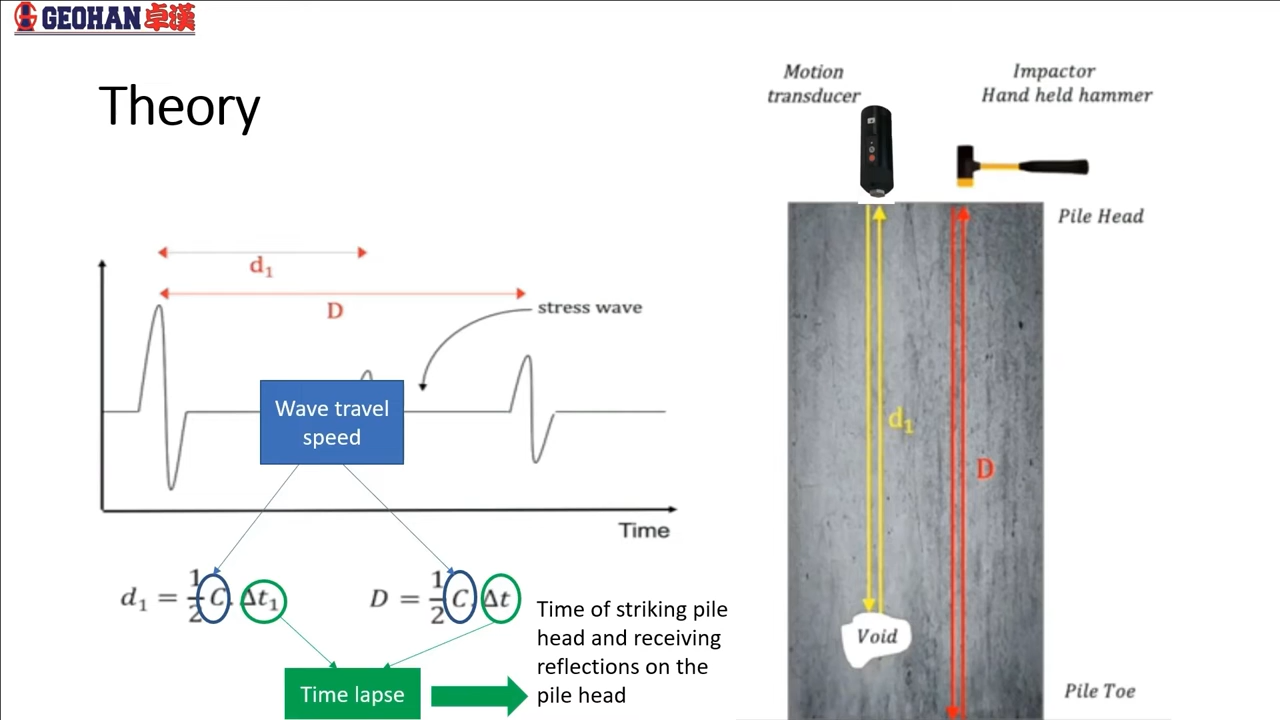 GEOHAN卓漢
Theory
Motion
transducer
Impactor
Hand held hammer
Pile Head
d₁
D
stress wave
Wave travel
speed
Time
d₁ = 1/2 C. Δt₁
D = 1/2 C. Δt
Time of striking pile
head and receiving
reflections on the
pile head
Time lapse
d₁
D
Void
Pile Toe